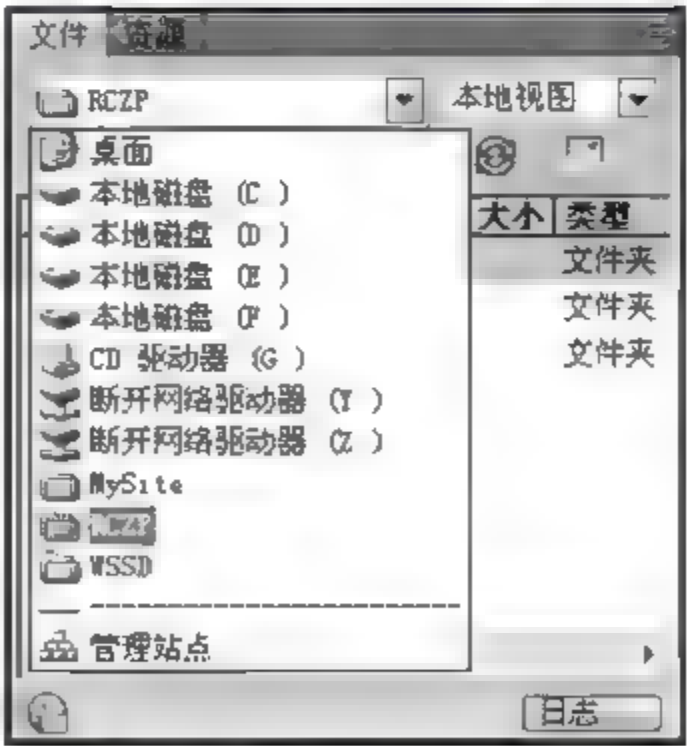 文件 资源
RCZP 本地视图
桌面
本地磁盘 (C )
大小 类型
本地磁盘 (D )
文件夹
本地磁盘 (E )
文件夹
本地磁盘 (F )
文件夹
CD 驱动器 (G )
断开网络驱动器 (Y )
断开网络驱动器 (Z )
MySite
RCZP
WSSD
管理站点
日志